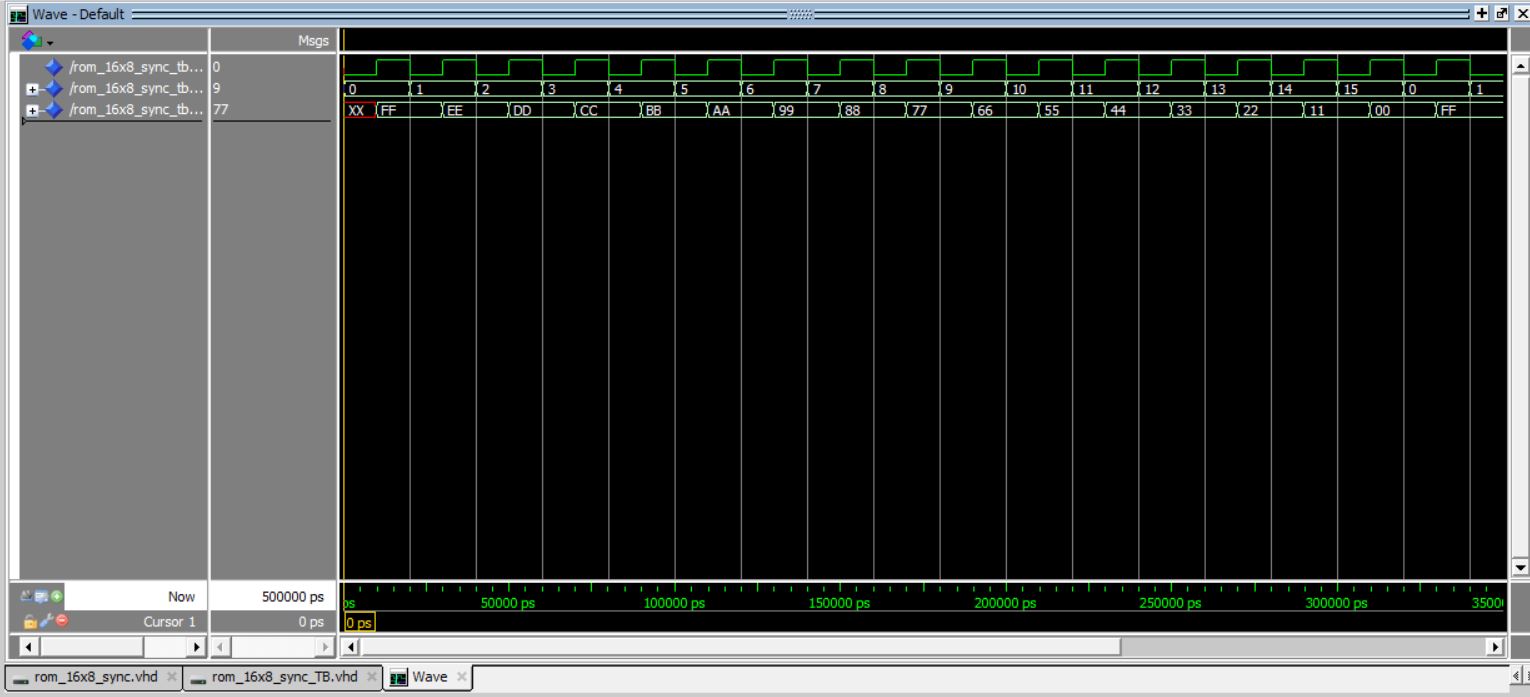 Wave - Default
Msgs
/rom_16x8_sync_tb... 0
/rom_16x8_sync_tb... 9 0 1 2 3 4 5 6 7 8 9 10 11 12 13 14 15 0 1
/rom_16x8_sync_tb... 77 XX FF EE DD CC BB AA 99 88 77 66 55 44 33 22 11 00 FF
Now 500000 ps ps 50000 ps 100000 ps 150000 ps 200000 ps 250000 ps 300000 ps 3500
Cursor 1 0 ps 0 ps
rom_16x8_sync.vhd rom_16x8_sync_TB.vhd Wave